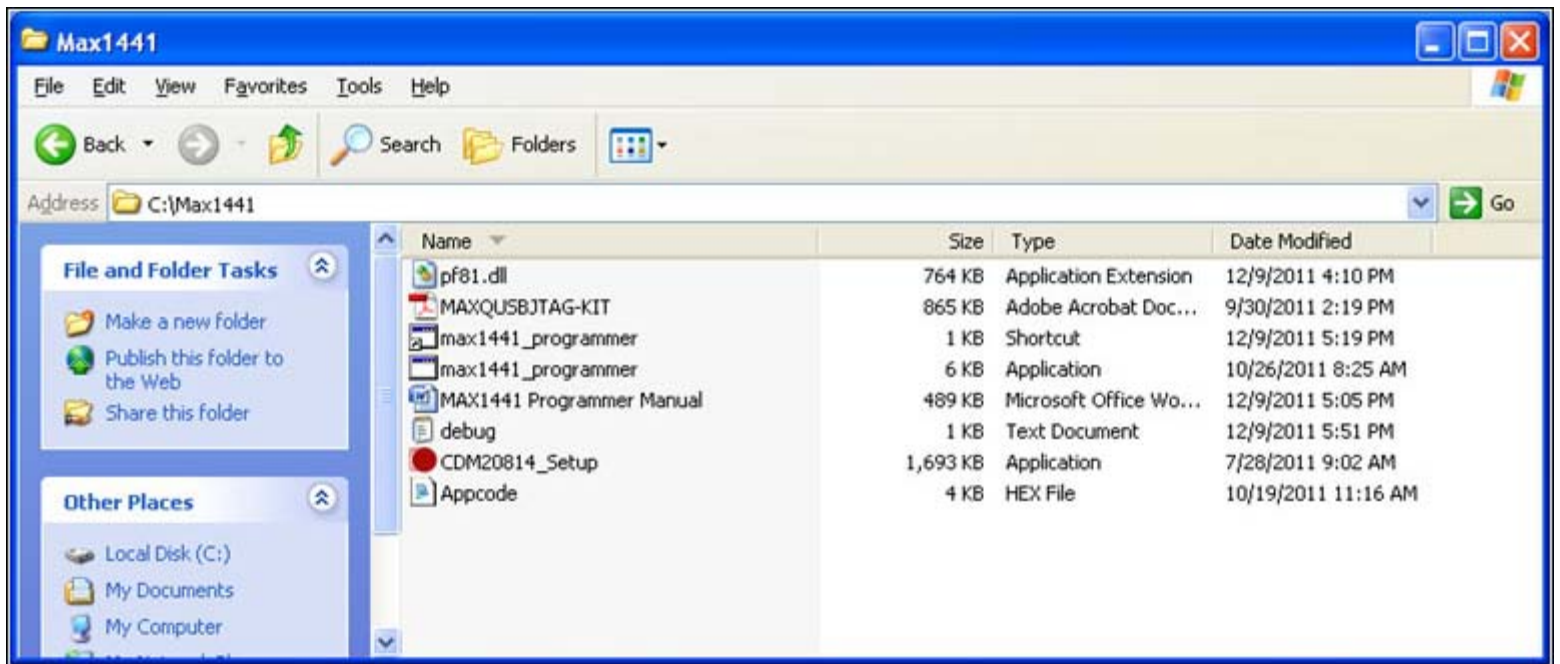 Max1441
File Edit View Favorites Tools Help
Back Search Folders
Address C:\Max1441 Go
File and Folder Tasks
Make a new folder
Publish this folder to
the Web
Share this folder
Other Places
Local Disk (C:)
My Documents
My Computer
Name Size Type Date Modified
pf81.dll 764 KB Application Extension 12/9/2011 4:10 PM
MAXQUSBJTAG-KIT 865 KB Adobe Acrobat Doc... 9/30/2011 2:19 PM
max1441_programmer 1 KB Shortcut 12/9/2011 5:19 PM
max1441_programmer 6 KB Application 10/26/2011 8:25 AM
MAX1441 Programmer Manual 489 KB Microsoft Office Wo... 12/9/2011 5:05 PM
debug 1 KB Text Document 12/9/2011 5:51 PM
CDM20814_Setup 1,693 KB Application 7/28/2011 9:02 AM
Appcode 4 KB HEX File 10/19/2011 11:16 AM